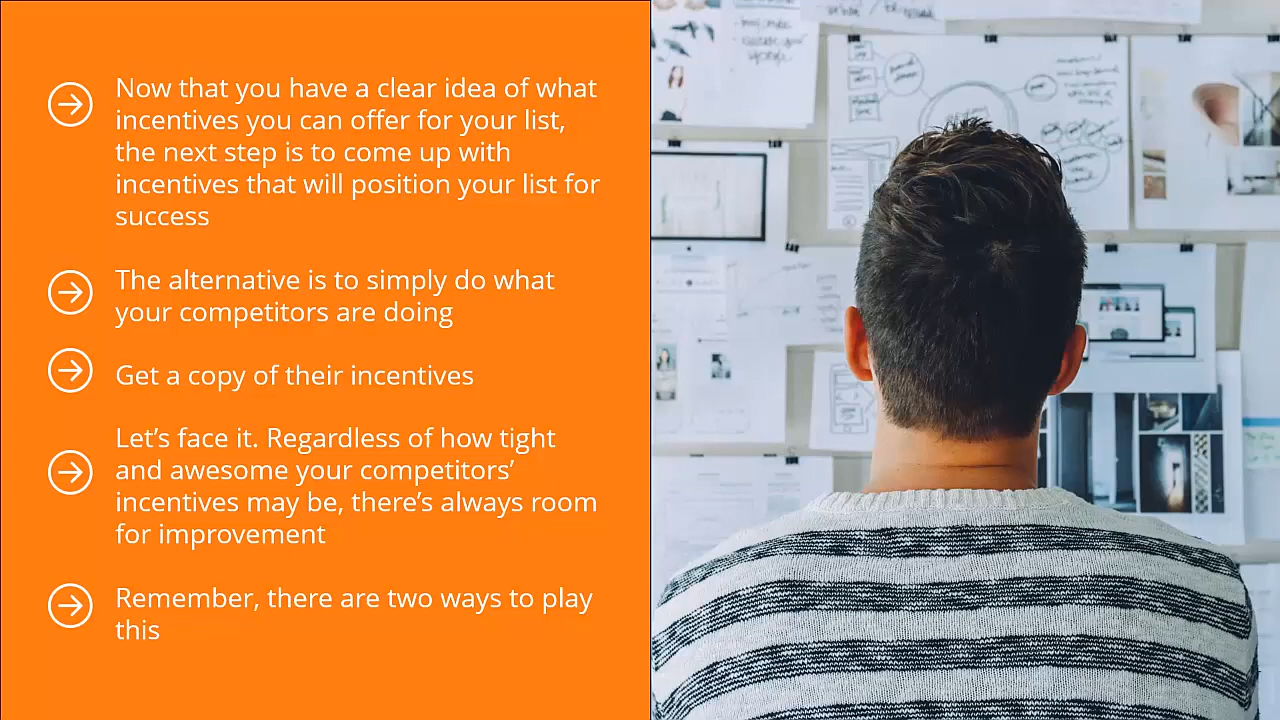 Now that you have a clear idea of what
incentives you can offer for your list,
the next step is to come up with
incentives that will position your list for
success
The alternative is to simply do what
your competitors are doing
Get a copy of their incentives
Let’s face it. Regardless of how tight
and awesome your competitors’
incentives may be, there’s always room
for improvement
Remember, there are two ways to play
this